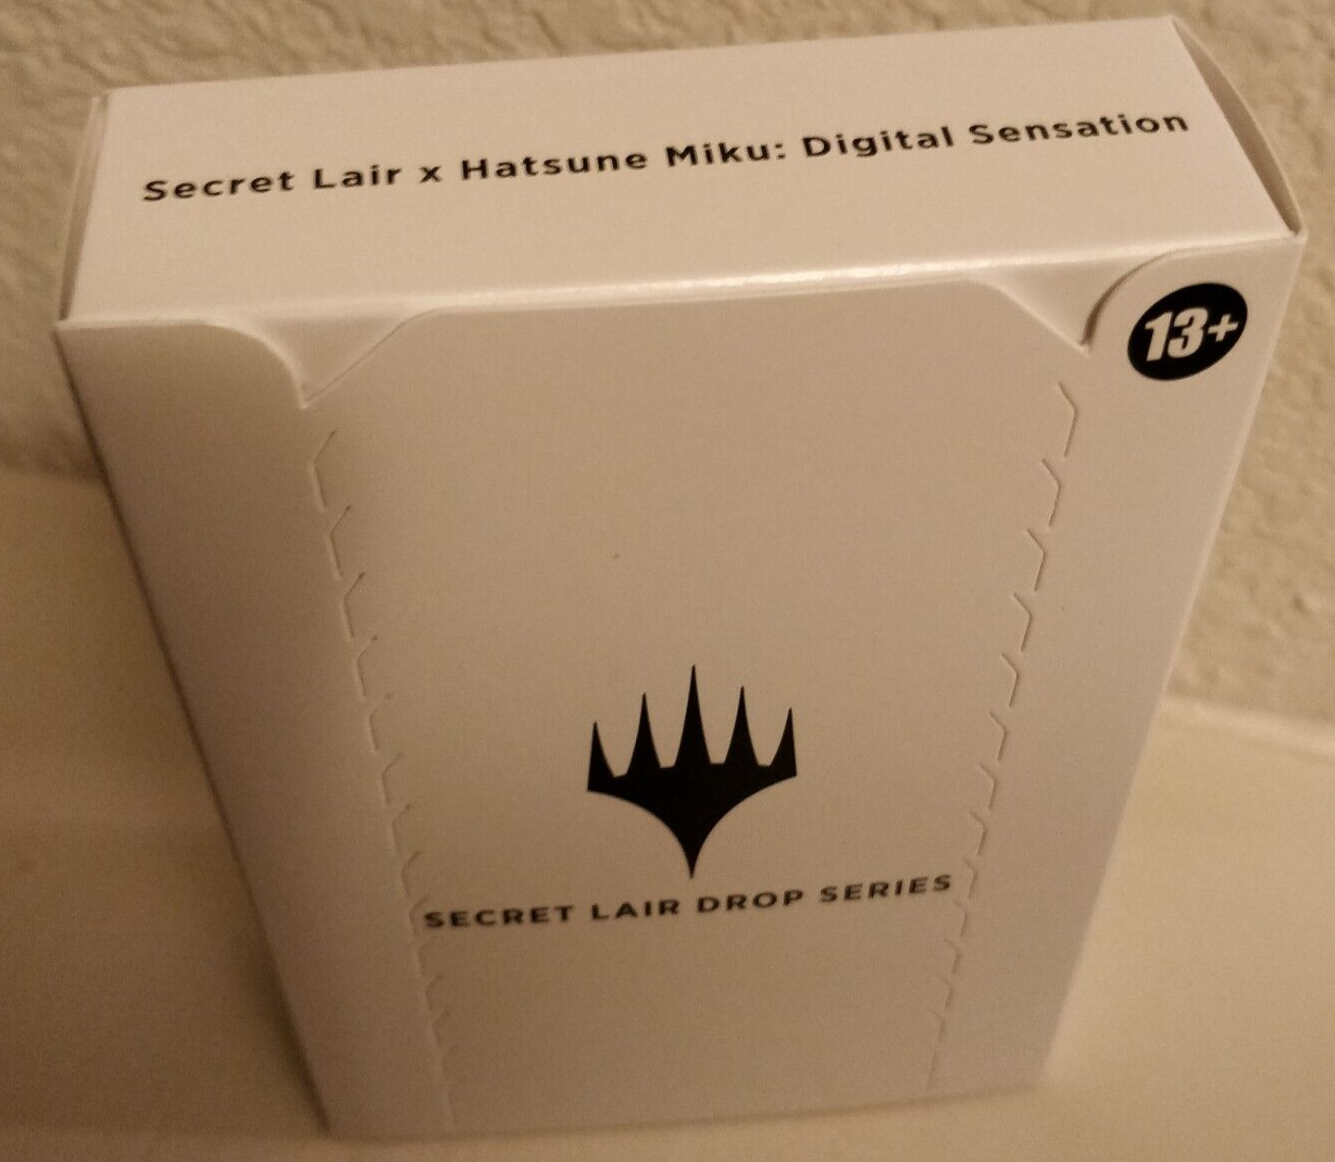 Secret Lair x Hatsune Miku: Digital Sensation
13+
SECRET LAIR DROP SERIES